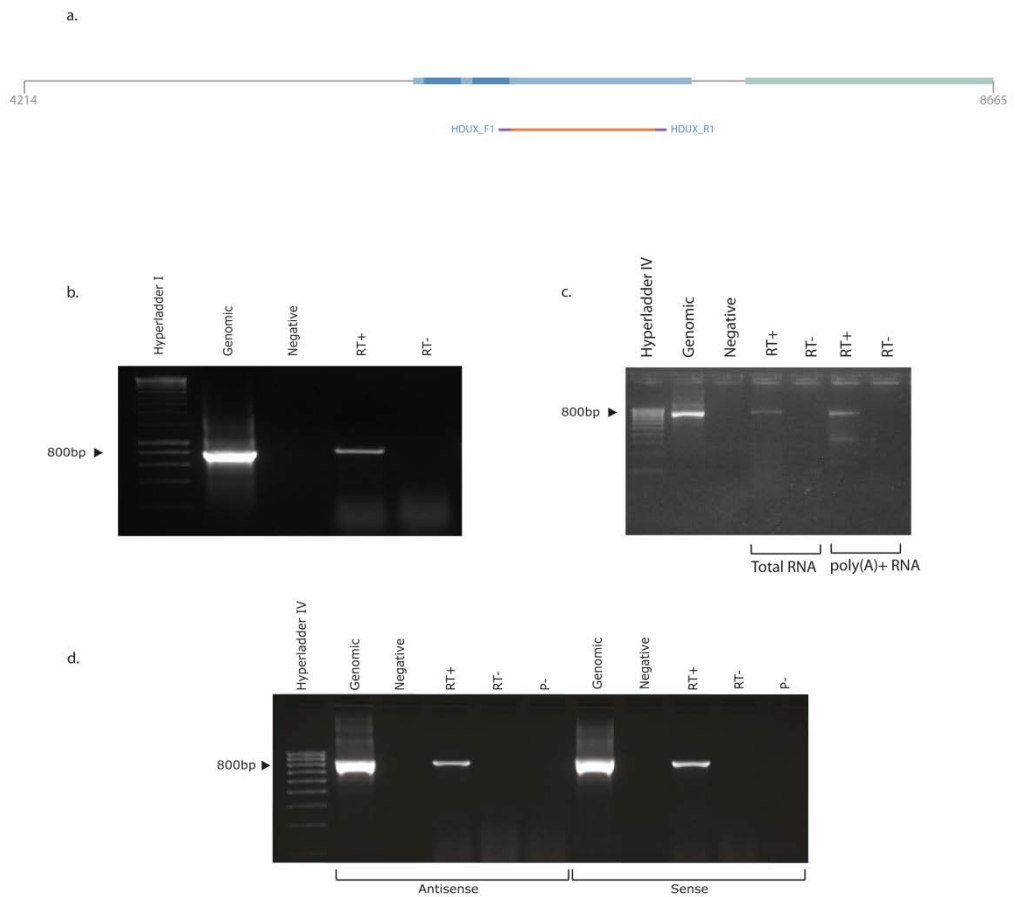 a.
4214
8665
HDUX_F1
HDUX_R1
b.
Hyperladder I
Genomic
Negative
RT+
RT-
800bp
c.
Hyperladder IV
Genomic
Negative
RT+
RT-
RT+
RT-
800bp
Total RNA
poly(A)+ RNA
d.
Hyperladder IV
Genomic
Negative
RT+
RT-
P-
Genomic
Negative
RT+
RT-
P-
800bp
Antisense
Sense